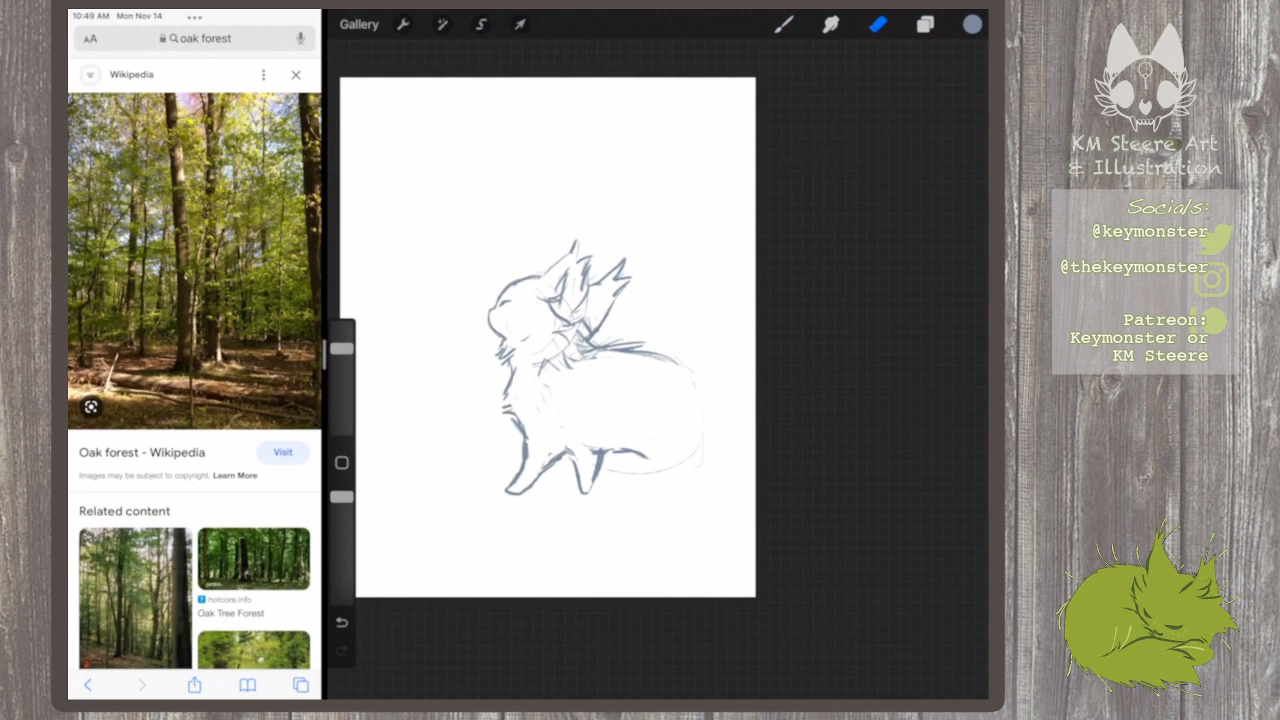 10:49 AM Mon Nov 14
AA
oak forest
W
Wikipedia
Oak forest - Wikipedia
Visit
Images may be subject to copyright. Learn More
Related content
hotcore.info
Oak Tree Forest
Gallery
KM Steere Art
& Illustration
Socials:
@keymonster
@thekeymonster
Patreon:
Keymonster or
KM Steere